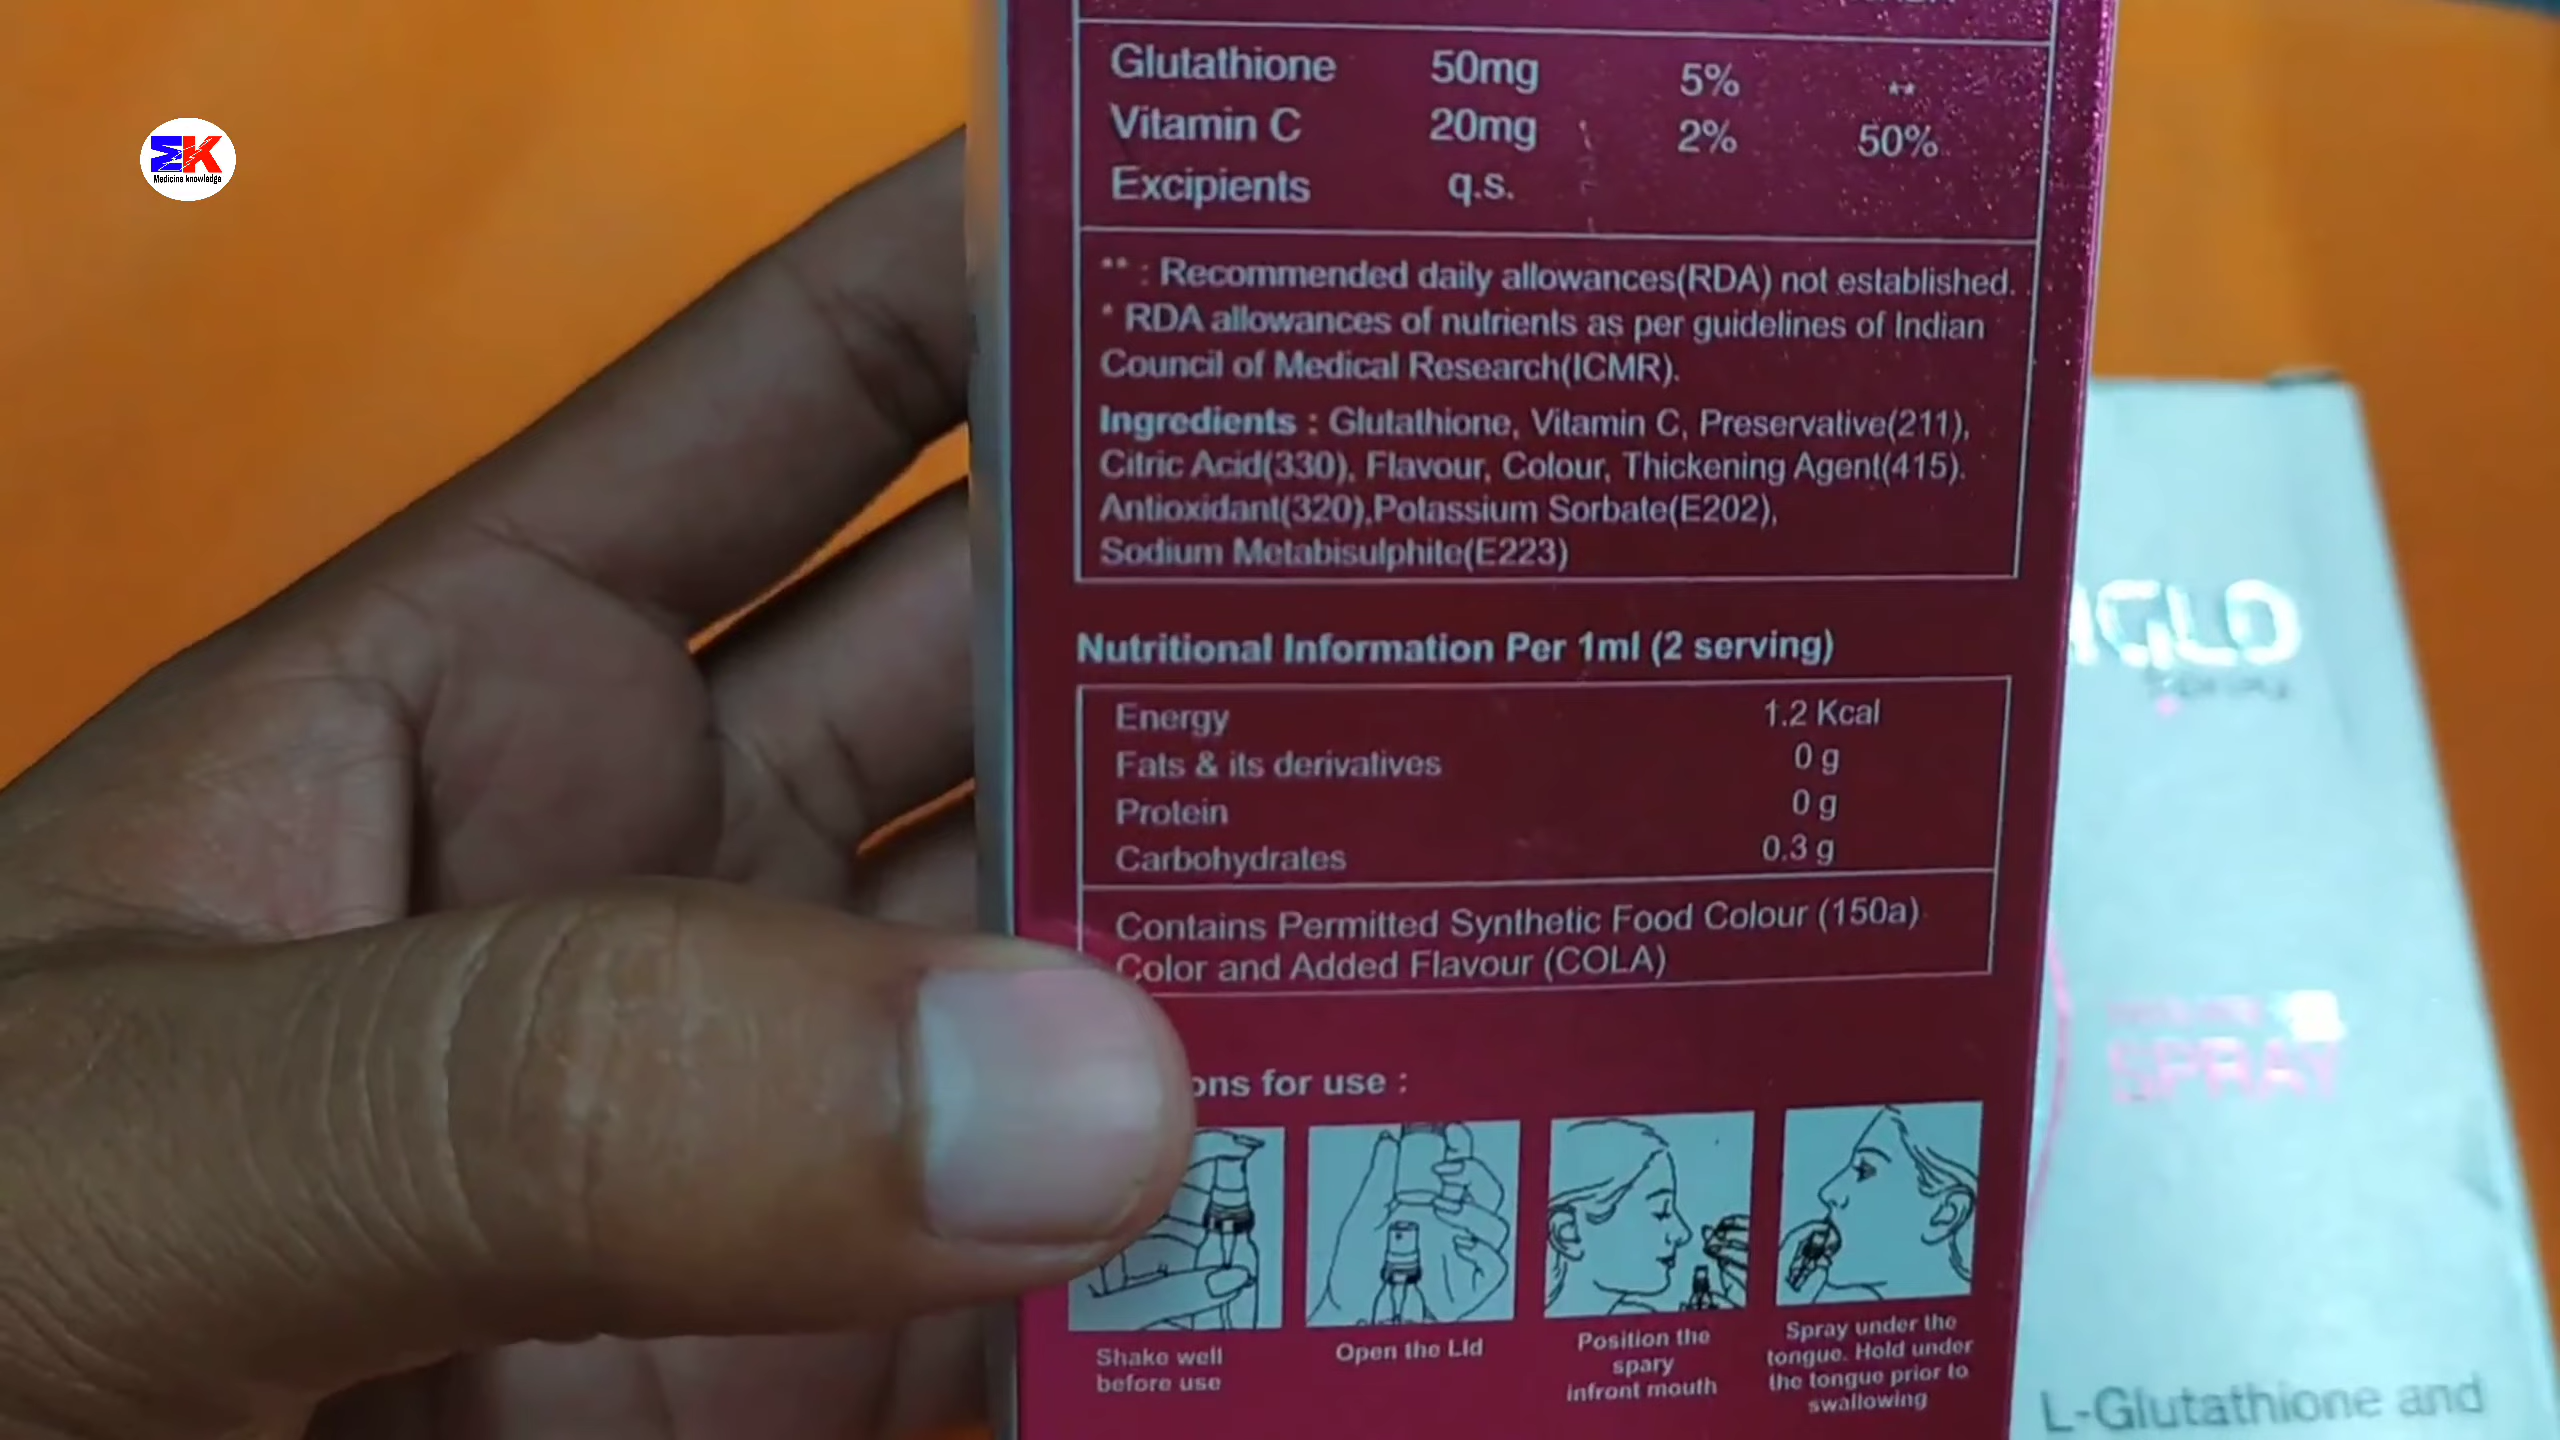 Glutathione 50mg 5% **
Vitamin C 20mg 2% 50%
Excipients q.s.
** : Recommended daily allowances(RDA) not established.
* RDA allowances of nutrients as per guidelines of Indian
Council of Medical Research(ICMR).
Ingredients : Glutathione, Vitamin C, Preservative(211),
Citric Acid(330), Flavour, Colour, Thickening Agent(415).
Antioxidant(320),Potassium Sorbate(E202),
Sodium Metabisulphite(E223)
Nutritional Information Per 1ml (2 serving)
Energy 1.2 Kcal
Fats & its derivatives 0 g
Protein 0 g
Carbohydrates 0.3 g
Contains Permitted Synthetic Food Colour (150a)
Color and Added Flavour (COLA)
ons for use :
Shake well
before use
Open the Lid
Position the
spary
infront mouth
Spray under the
tongue. Hold under
the tongue prior to
swallowing
EK
Medicine knowledge
GLO
SPRAY
L-Glutathione and